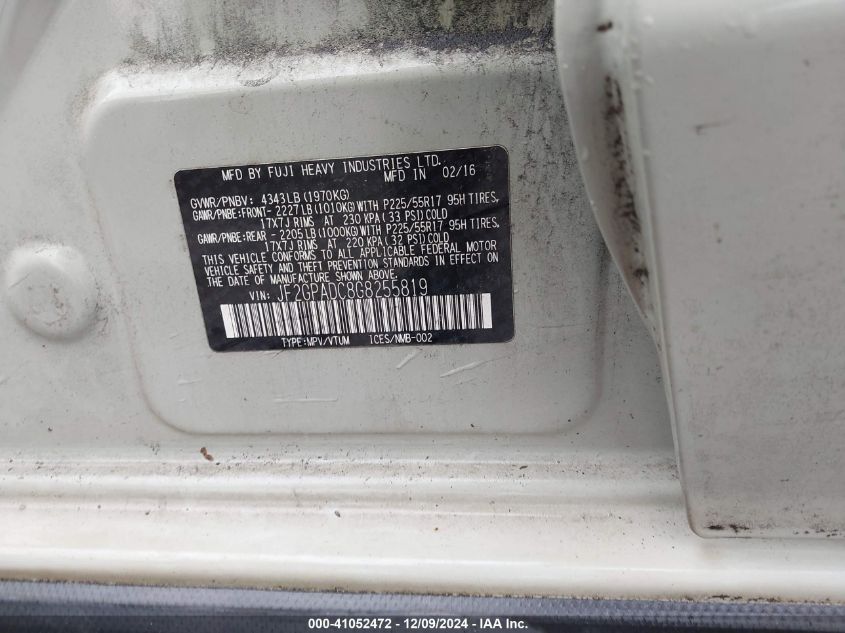 MFD BY FUJI HEAVY INDUSTRIES LTD.
MFD IN 02/16
GVWR/PNBV: 4343LB(1970KG)
GAWR/PNBE:FRONT- 2227LB(1010KG)WITH P225/55R17 95H TIRES,
17X7J RIMS AT 230 KPA(33 PSI)COLD
GAWR/PNBE:REAR - 2205LB(1000KG)WITH P225/55R17 95H TIRES,
17X7J RIMS AT 220 KPA(32 PSI)COLD
THIS VEHICLE CONFORMS TO ALL APPLICABLE FEDERAL MOTOR
VEHICLE SAFETY AND THEFT PREVENTION STANDARDS IN EFFECT ON
THE DATE OF MANUFACTURE SHOWN ABOVE.
VIN: JF2GPADC8G8255819
TYPE:MPV/VTUM ICES/NMB-002
000-41052472 - 12/09/2024 - IAA Inc.